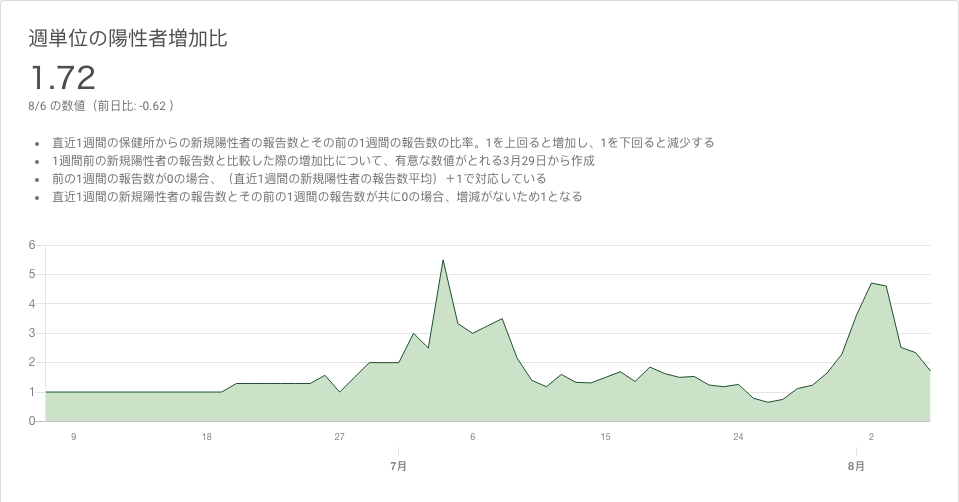 週単位の陽性者増加比
1.72
8/6 の数値（前日比: -0.62 ）
• 直近1週間の保健所からの新規陽性者の報告数とその前の1週間の報告数の比率。1を上回ると増加し、1を下回ると減少する
• 1週間前の新規陽性者の報告数と比較した際の増加比について、有意な数値がとれる3月29日から作成
• 前の1週間の報告数が0の場合、（直近1週間の新規陽性者の報告数平均）＋1で対応している
• 直近1週間の新規陽性者の報告数とその前の1週間の報告数が共に0の場合、増減がないため1となる
6
5
4
3
2
1
0
9 18 27 6 15 24 2
7月 8月